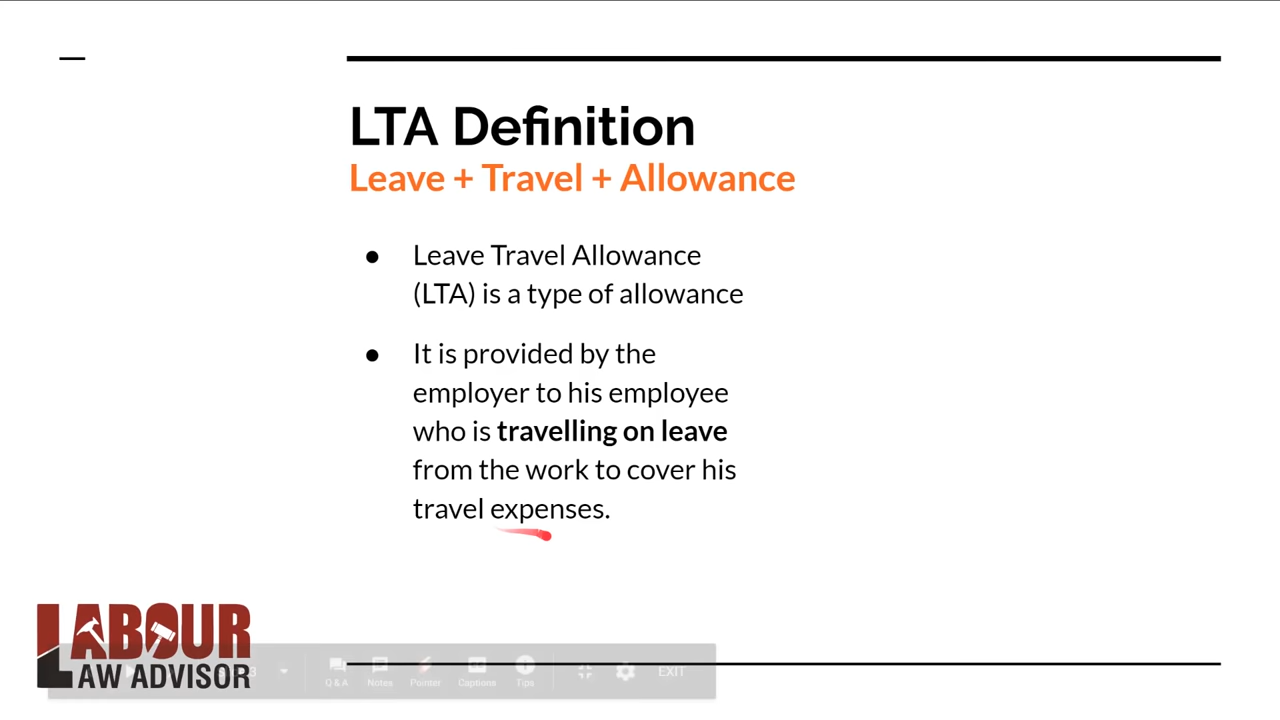 LTA Definition
Leave + Travel + Allowance
● Leave Travel Allowance
(LTA) is a type of allowance
● It is provided by the
employer to his employee
who is travelling on leave
from the work to cover his
travel expenses.
LABOUR
LAW ADVISOR
Q & A Notes Pointer Captions Tips EXIT